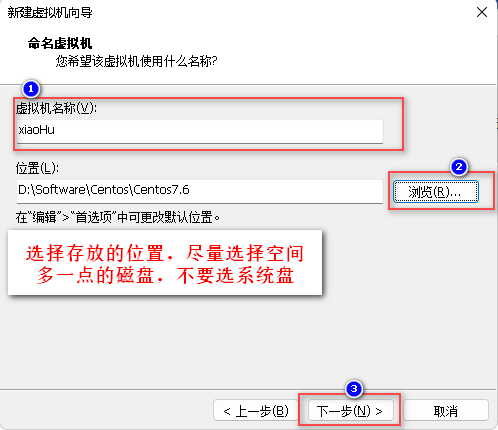 新建虚拟机向导
命名虚拟机
您希望该虚拟机使用什么名称?
1
虚拟机名称(V):
xiaoHu
位置(L):
2
D:\Software\Centos\Centos7.6
浏览(R)...
在“编辑”>“首选项”中可更改默认位置。
选择存放的位，尽量选择空间
多一点的磁盘，不要选系统盘
3
< 上一步(B)
下一步(N) >
取消